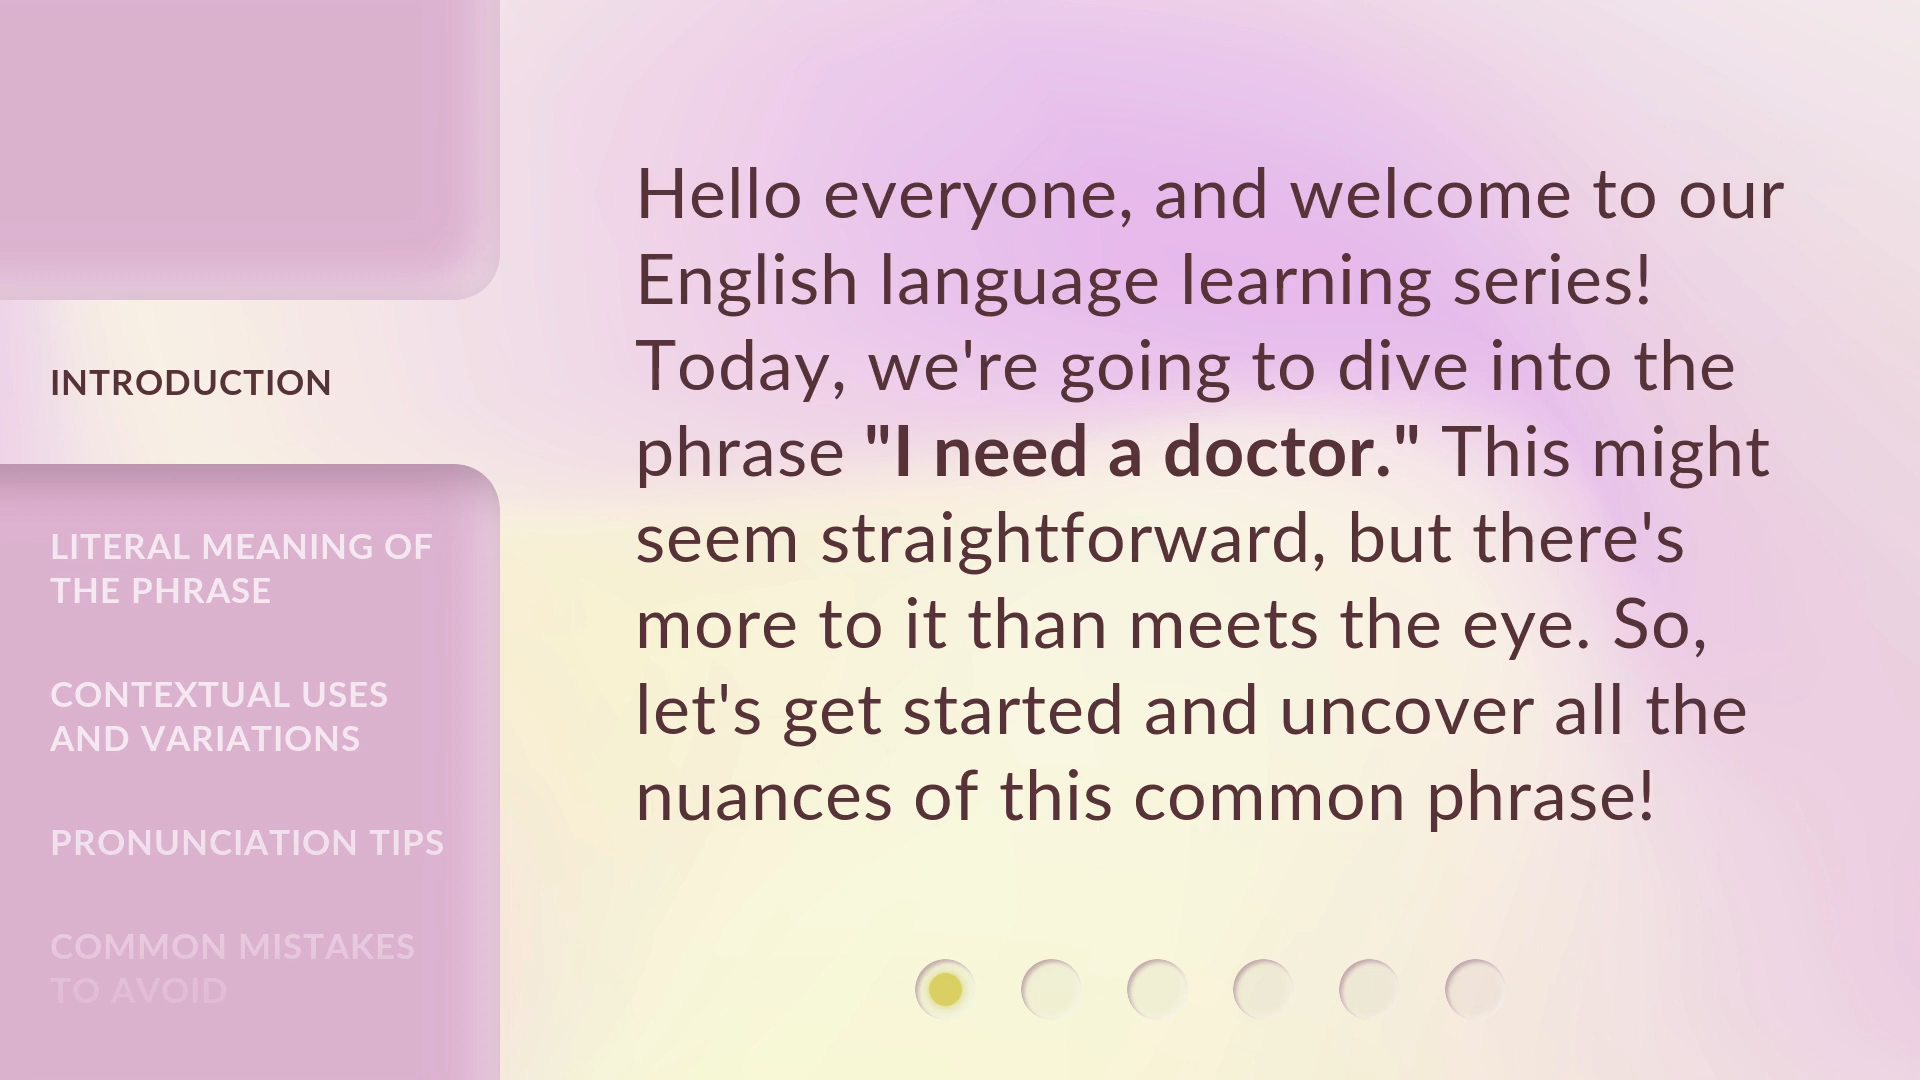 INTRODUCTION
LITERAL MEANING OF
THE PHRASE
CONTEXTUAL USES
AND VARIATIONS
PRONUNCIATION TIPS
COMMON MISTAKES
TO AVOID
Hello everyone, and welcome to our
English language learning series!
Today, we're going to dive into the
phrase "I need a doctor." This might
seem straightforward, but there's
more to it than meets the eye. So,
let's get started and uncover all the
nuances of this common phrase!